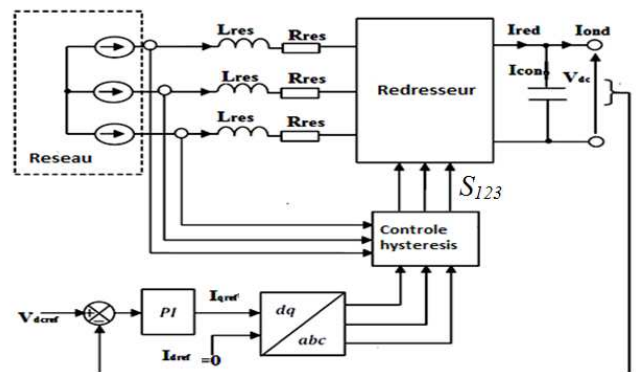 Lres
Rres
Lres
Rres
Lres
Rres
Reseau
Redresseur
Ired
Iond
Icon
Vdc
S123
Controle
hysteresis
Vdcref
+
−
PI
Iqref
Idref =0
dq
abc